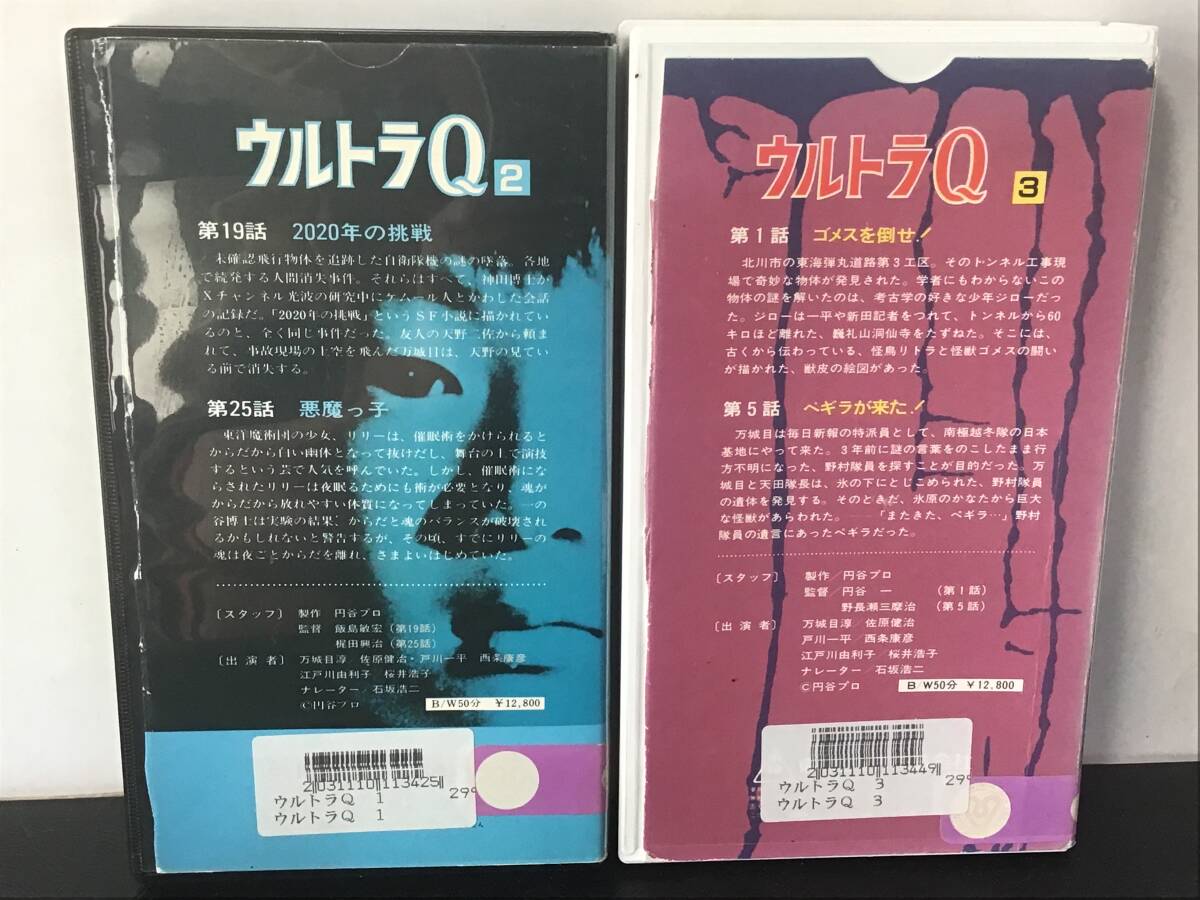 ウルトラQ 2
第19話 2020年の挑戦
未確認飛行物体を追跡した自衛隊機の謎の墜落。各地
で続発する人間消失事件。それらはすべて、神田博士が
Xチャンネル光波の研究中にケムール人とかわした会話
の記録だ。「2020年の挑戦」というSF小説に描かれてい
るのと、全く同じ事件だった。友人の天野二佐から頼ま
れて、事故現場の上空を飛んだ万城目は、天野の見てい
る前で消失する。
第25話 悪魔っ子
東洋魔術団の少女、リリーは、催眠術をかけられると
からだから白い幽体となって抜けだし、舞台の上で演技
するという芸で人気を呼んでいた。しかし、催眠術にな
らされたリリーは夜眠るためにも術が必要となり、魂が
からだから放れやすい体質になってしまっていた。一の
谷博士は実験の結果、からだと魂のバランスが破壊され
るかもしれないと警告するが、その頃、すでにリリーの
魂は夜ごとからだを離れ、さまよいはじめていた。
〔スタッフ〕 製作 円谷プロ
監督 飯島敏宏(第19話)
梶田興治(第25話)
〔出演者〕 万城目淳/佐原健治・戸川一平/西条康彦
江戸川由利子/桜井浩子
ナレーター/石坂浩二
©円谷プロ B/W50分 ¥12,800
2031110113425
299
ウルトラQ 1
ウルトラQ 1
ウルトラQ 3
第1話 ゴメスを倒せ!
北川市の東海弾丸道路第3工区。そのトンネル工事現
場で奇妙な物体が発見された。学者にもわからないこの
物体の謎を解いたのは、考古学の好きな少年ジローだっ
た。ジローは一平や新田記者をつれて、トンネルから60
キロほど離れた、巍礼山洞仙寺をたずねた。そこには、
古くから伝わっている、怪鳥リトラと怪獣ゴメスの闘い
が描かれた、獣皮の絵図があった。
第5話 ペギラが来た!
万城目は毎日新報の特派員として、南極越冬隊の日本
基地にやって来た。3年前に謎の言葉をのこしたまま行
方不明になった、野村隊員を探すことが目的だった。万
城目と天田隊長は、氷の下にとじこめられた、野村隊員
の遺体を発見する。そのときだ、氷原のかなたから巨大
な怪獣があらわれた。——「またきた、ペギラ…」野村
隊員の遺言にあったペギラだった。
〔スタッフ〕 製作/円谷プロ
監督/円谷 一 (第1話)
野長瀬三摩治 (第5話)
〔出演者〕 万城目淳/佐原健治
戸川一平/西条康彦
江戸川由利子/桜井浩子
ナレーター/石坂浩二
©円谷プロ B/W50分 ¥12,800
2031110113449
299
ウルトラQ 3
ウルトラQ 3